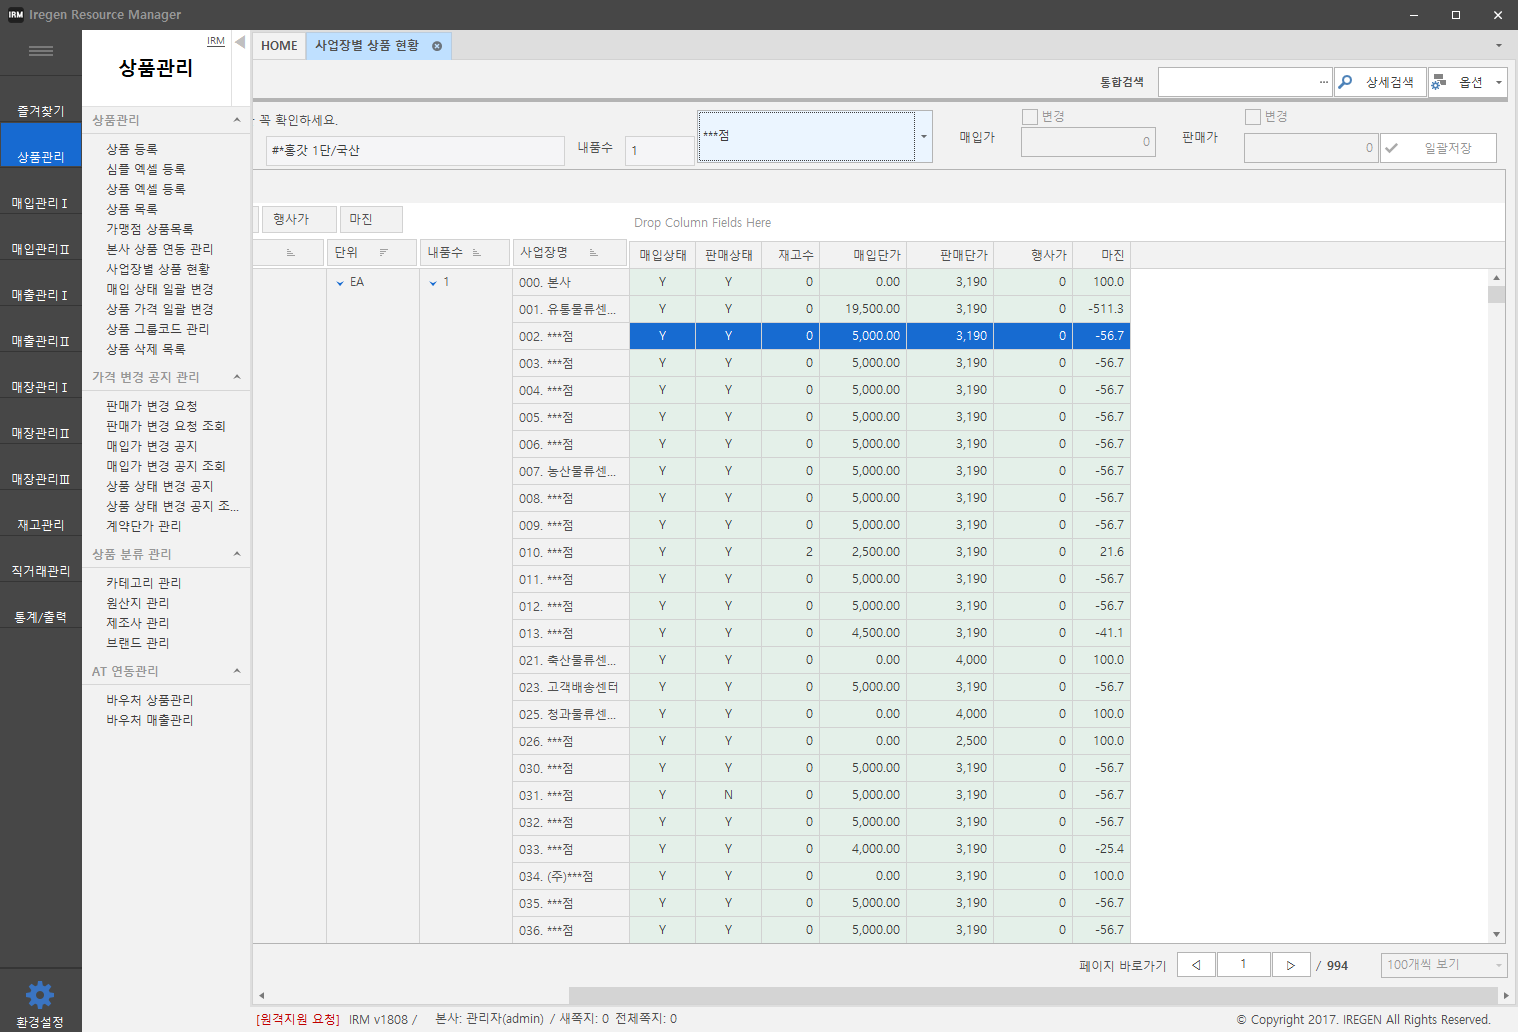 IRM Iregen Resource Manager
IRM
상품관리
HOME 사업장별 상품 현황
통합검색 ... 상세검색 옵션
즐겨찾기
상품관리
매입관리Ⅰ
매입관리Ⅱ
매출관리Ⅰ
매출관리Ⅱ
매장관리Ⅰ
매장관리Ⅱ
매장관리Ⅲ
재고관리
직거래관리
통계/출력
환경설정
상품관리
상품 등록
심플 엑셀 등록
상품 엑셀 등록
상품 목록
가맹점 상품목록
본사 상품 연동 관리
사업장별 상품 현황
매입 상태 일괄 변경
상품 가격 일괄 변경
상품 그룹코드 관리
상품 삭제 목록
가격 변경 공지 관리
판매가 변경 요청
판매가 변경 요청 조회
매입가 변경 공지
매입가 변경 공지 조회
상품 상태 변경 공지
상품 상태 변경 공지 조...
계약단가 관리
상품 분류 관리
카테고리 관리
원산지 관리
제조사 관리
브랜드 관리
AT 연동관리
바우처 상품관리
바우처 매출관리
꼭 확인하세요.
#*홍갓 1단/국산 내품수 1 ***점 매입가 변경 0 판매가 변경 0 일괄저장
행사가 마진 Drop Column Fields Here
단위 내품수 사업장명 매입상태 판매상태 재고수 매입단가 판매단가 행사가 마진
EA 1 000. 본사 Y Y 0 0.00 3,190 0 100.0
001. 유통물류센... Y Y 0 19,500.00 3,190 0 -511.3
002. ***점 Y Y 0 5,000.00 3,190 0 -56.7
003. ***점 Y Y 0 5,000.00 3,190 0 -56.7
004. ***점 Y Y 0 5,000.00 3,190 0 -56.7
005. ***점 Y Y 0 5,000.00 3,190 0 -56.7
006. ***점 Y Y 0 5,000.00 3,190 0 -56.7
007. 농산물류센... Y Y 0 5,000.00 3,190 0 -56.7
008. ***점 Y Y 0 5,000.00 3,190 0 -56.7
009. ***점 Y Y 0 5,000.00 3,190 0 -56.7
010. ***점 Y Y 2 2,500.00 3,190 0 21.6
011. ***점 Y Y 0 5,000.00 3,190 0 -56.7
012. ***점 Y Y 0 5,000.00 3,190 0 -56.7
013. ***점 Y Y 0 4,500.00 3,190 0 -41.1
021. 축산물류센... Y Y 0 0.00 4,000 0 100.0
023. 고객배송센터 Y Y 0 5,000.00 3,190 0 -56.7
025. 청과물류센... Y Y 0 0.00 4,000 0 100.0
026. ***점 Y Y 0 0.00 2,500 0 100.0
030. ***점 Y Y 0 5,000.00 3,190 0 -56.7
031. ***점 Y N 0 5,000.00 3,190 0 -56.7
032. ***점 Y Y 0 5,000.00 3,190 0 -56.7
033. ***점 Y Y 0 4,000.00 3,190 0 -25.4
034. (주)***점 Y Y 0 0.00 3,190 0 100.0
035. ***점 Y Y 0 5,000.00 3,190 0 -56.7
036. ***점 Y Y 0 5,000.00 3,190 0 -56.7
페이지 바로가기 1 / 994 100개씩 보기
[원격지원 요청] IRM v1808 / 본사: 관리자(admin) / 새쪽지: 0 전체쪽지: 0 © Copyright 2017. IREGEN All Rights Reserved.